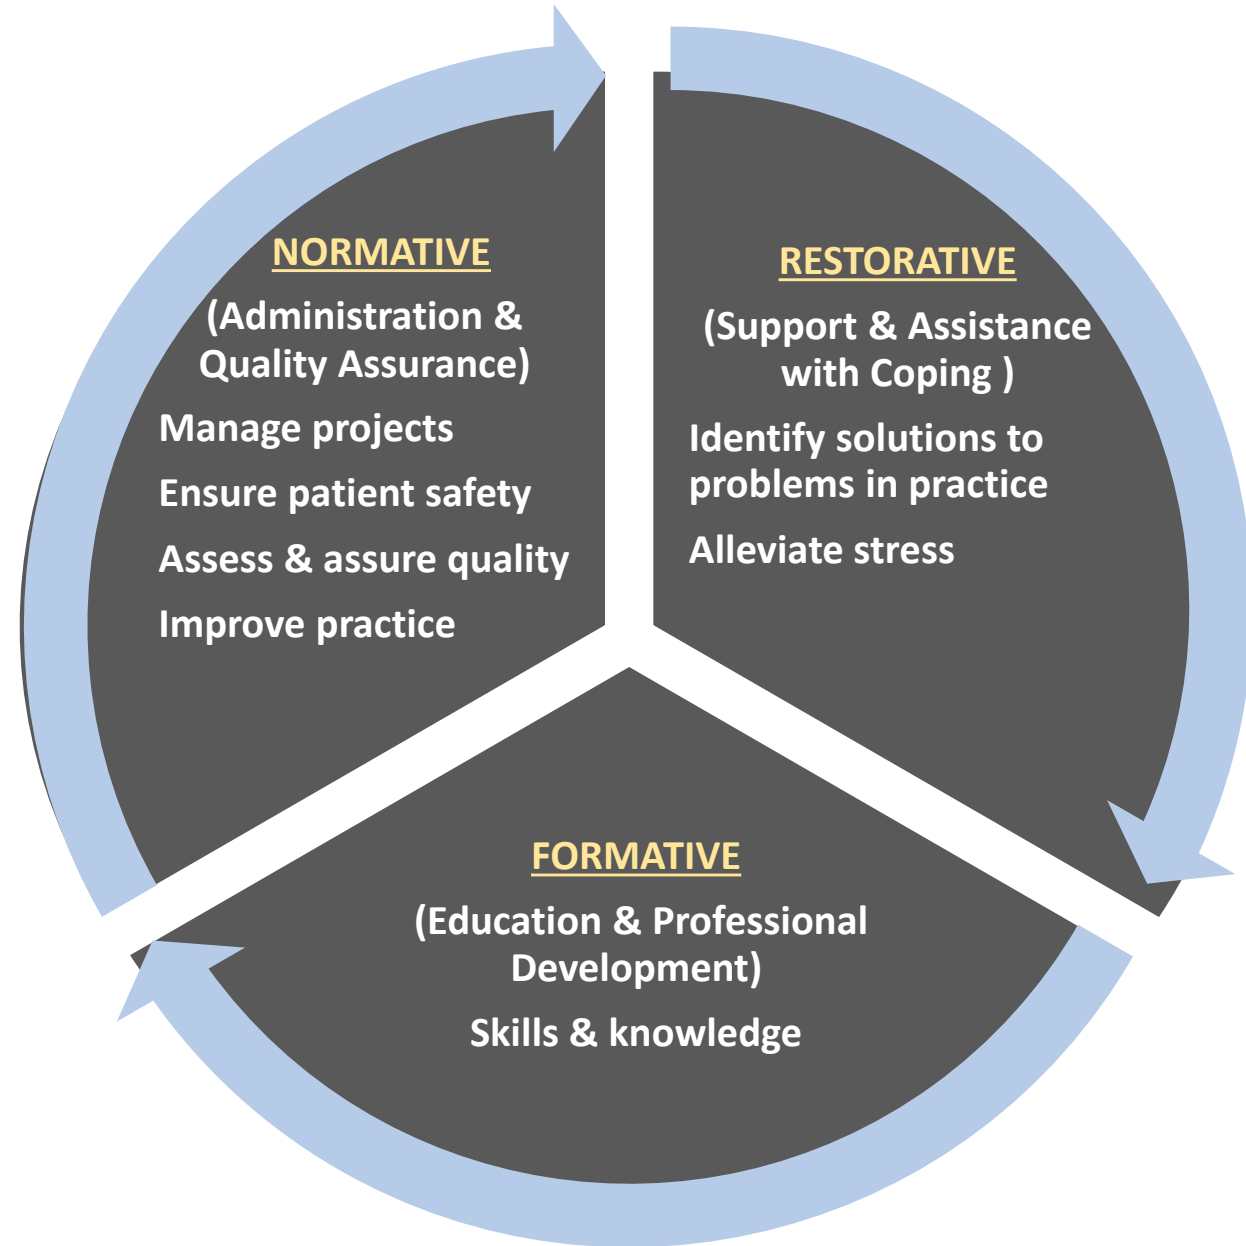 NORMATIVE
(Administration &
Quality Assurance)
Manage projects
Ensure patient safety
Assess & assure quality
Improve practice
RESTORATIVE
(Support & Assistance
with Coping )
Identify solutions to
problems in practice
Alleviate stress
FORMATIVE
(Education & Professional
Development)
Skills & knowledge